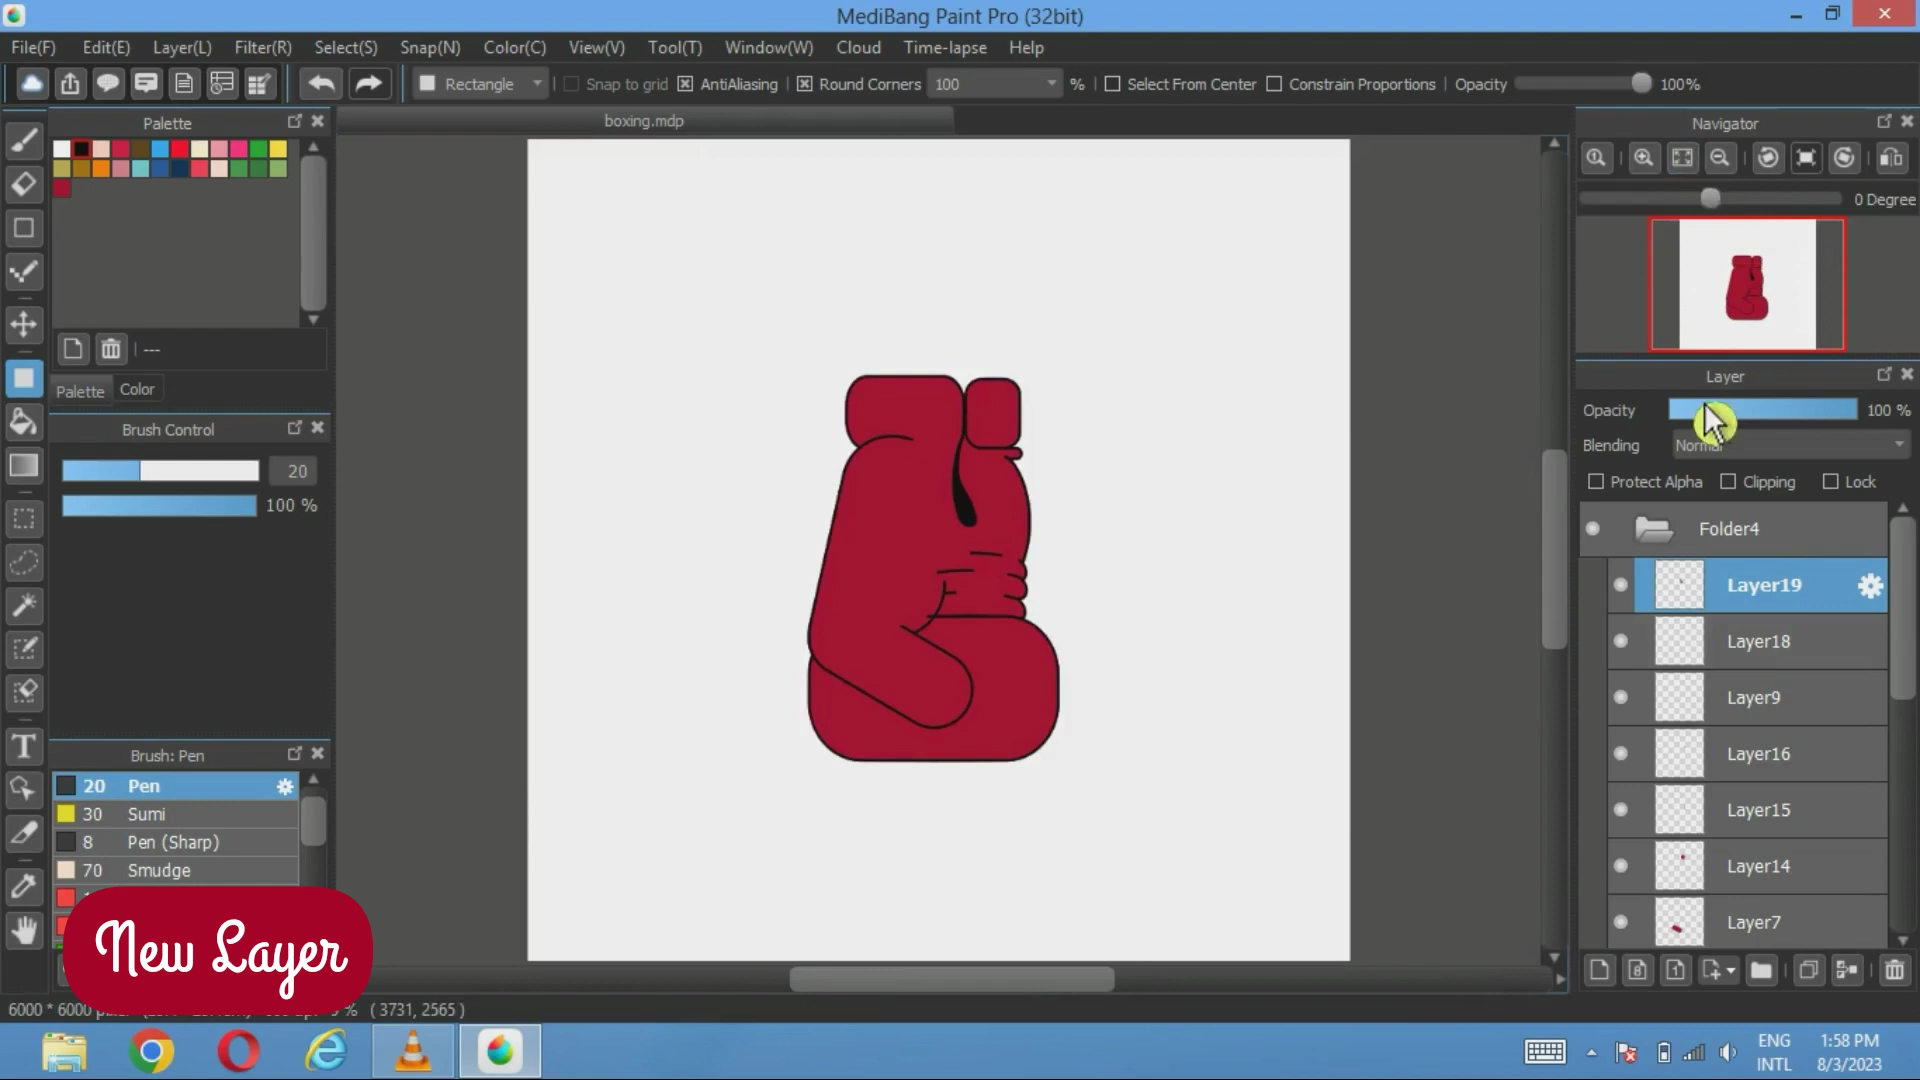 MediBang Paint Pro (32bit)
File(F) Edit(E) Layer(L) Filter(R) Select(S) Snap(N) Color(C) View(V) Tool(T) Window(W) Cloud Time-lapse Help
Rectangle Snap to grid AntiAliasing Round Corners 100 % Select From Center Constrain Proportions Opacity 100%
Palette
boxing.mdp
Navigator
0 Degree
---
Palette Color
Brush Control
20
100 %
Layer
Opacity 100 %
Blending Normal
Protect Alpha Clipping Lock
Folder4
Layer19
Layer18
Layer9
Layer16
Layer15
Layer14
Layer7
Brush: Pen
20 Pen
30 Sumi
8 Pen (Sharp)
70 Smudge
New Layer
6000 * 6000 % ( 3731, 2565 )
ENG
INTL
1:58 PM
8/3/2023